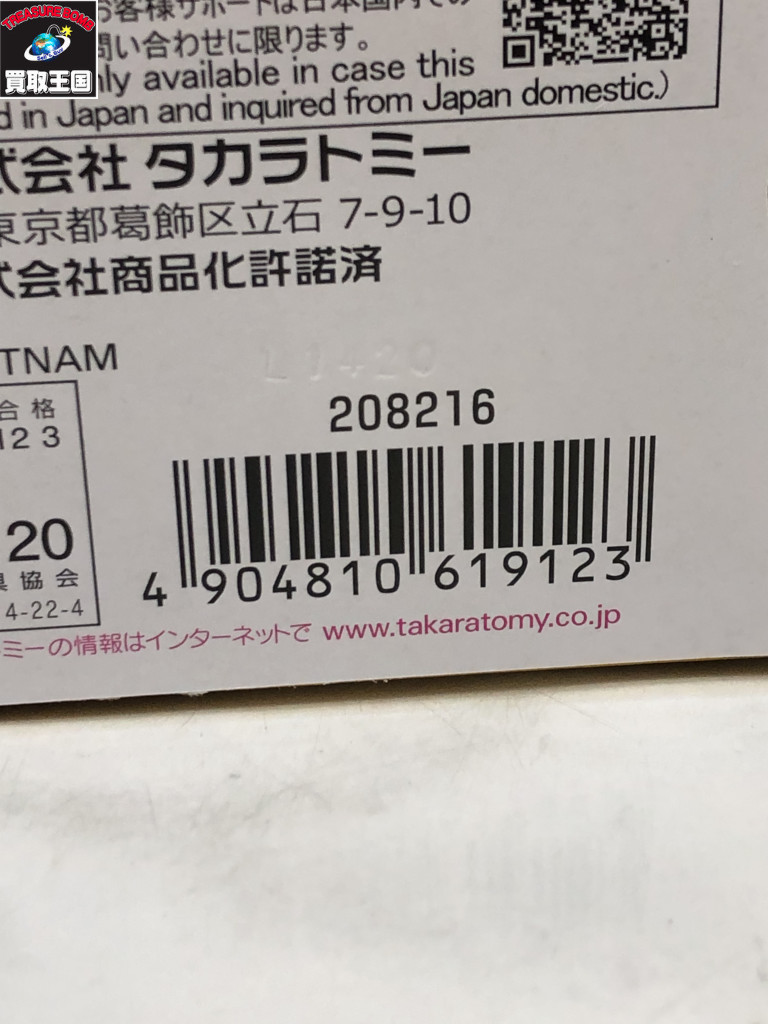 TREASURE BOMB
買取王国
お客様サポートは日本国内での
問い合わせに限ります。
nly available in case this
d in Japan and inquired from Japan domestic.)
式会社 タカラトミー
東京都葛飾区立石 7-9-10
式会社商品化許諾済
TNAM
L1420
208216
合格
123
20
協会
4-22-4
4 904810 619123
ミーの情報はインターネットで www.takaratomy.co.jp